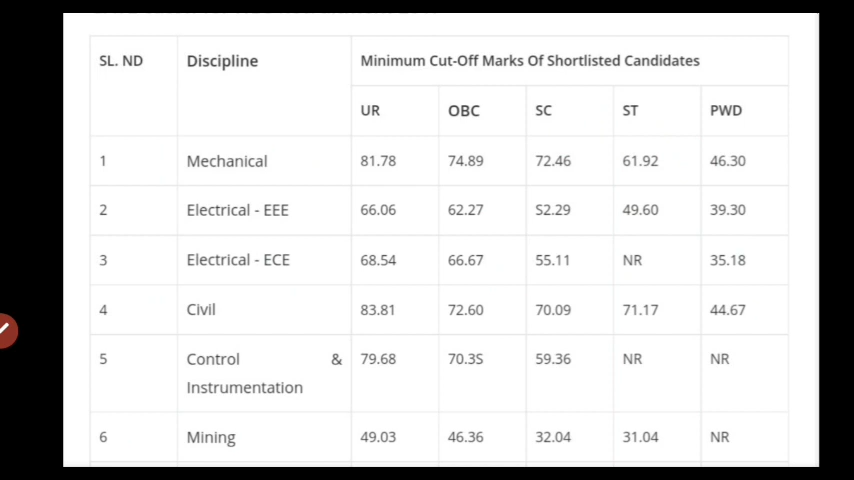 SL. ND Discipline Minimum Cut-Off Marks Of Shortlisted Candidates
UR OBC SC ST PWD
1 Mechanical 81.78 74.89 72.46 61.92 46.30
2 Electrical - EEE 66.06 62.27 S2.29 49.60 39.30
3 Electrical - ECE 68.54 66.67 55.11 NR 35.18
4 Civil 83.81 72.60 70.09 71.17 44.67
5 Control & 79.68 70.3S 59.36 NR NR
Instrumentation
6 Mining 49.03 46.36 32.04 31.04 NR